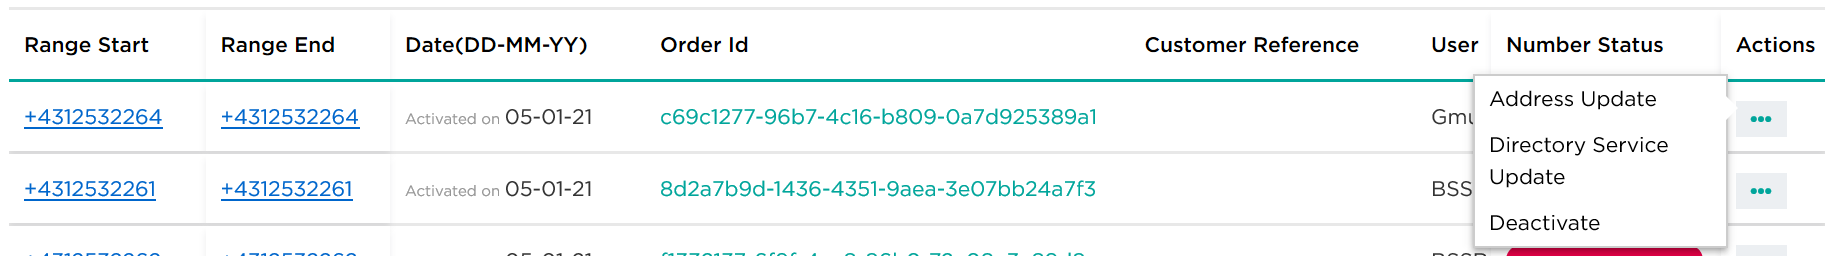 Range Start Range End Date(DD-MM-YY) Order Id Customer Reference User Number Status Actions
+4312532264 +4312532264 Activated on 05-01-21 c69c1277-96b7-4c16-b809-0a7d925389a1 Gmu
Address Update
+4312532261 +4312532261 Activated on 05-01-21 8d2a7b9d-1436-4351-9aea-3e07bb24a7f3 BSS
Directory Service
Update
Deactivate